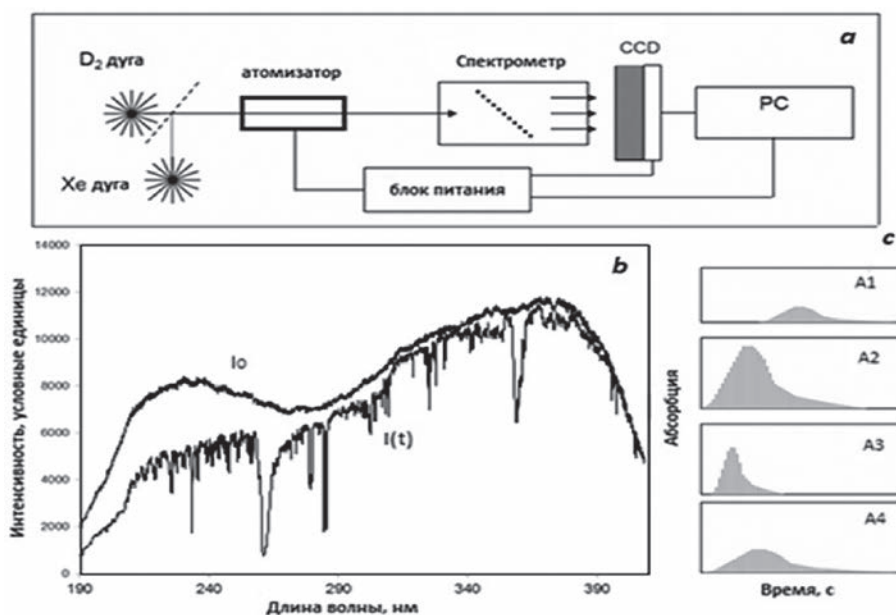 a
D₂ дуга
атомизатор
Спектрометр
CCD
PC
Xe дуга
блок питания
b
Интенсивность, условные единицы
14000
12000
10000
8000
6000
4000
2000
0
Io
I(t)
190
240
290
340
390
Длина волны, нм
c
Абсорбция
A1
A2
A3
A4
Время, с